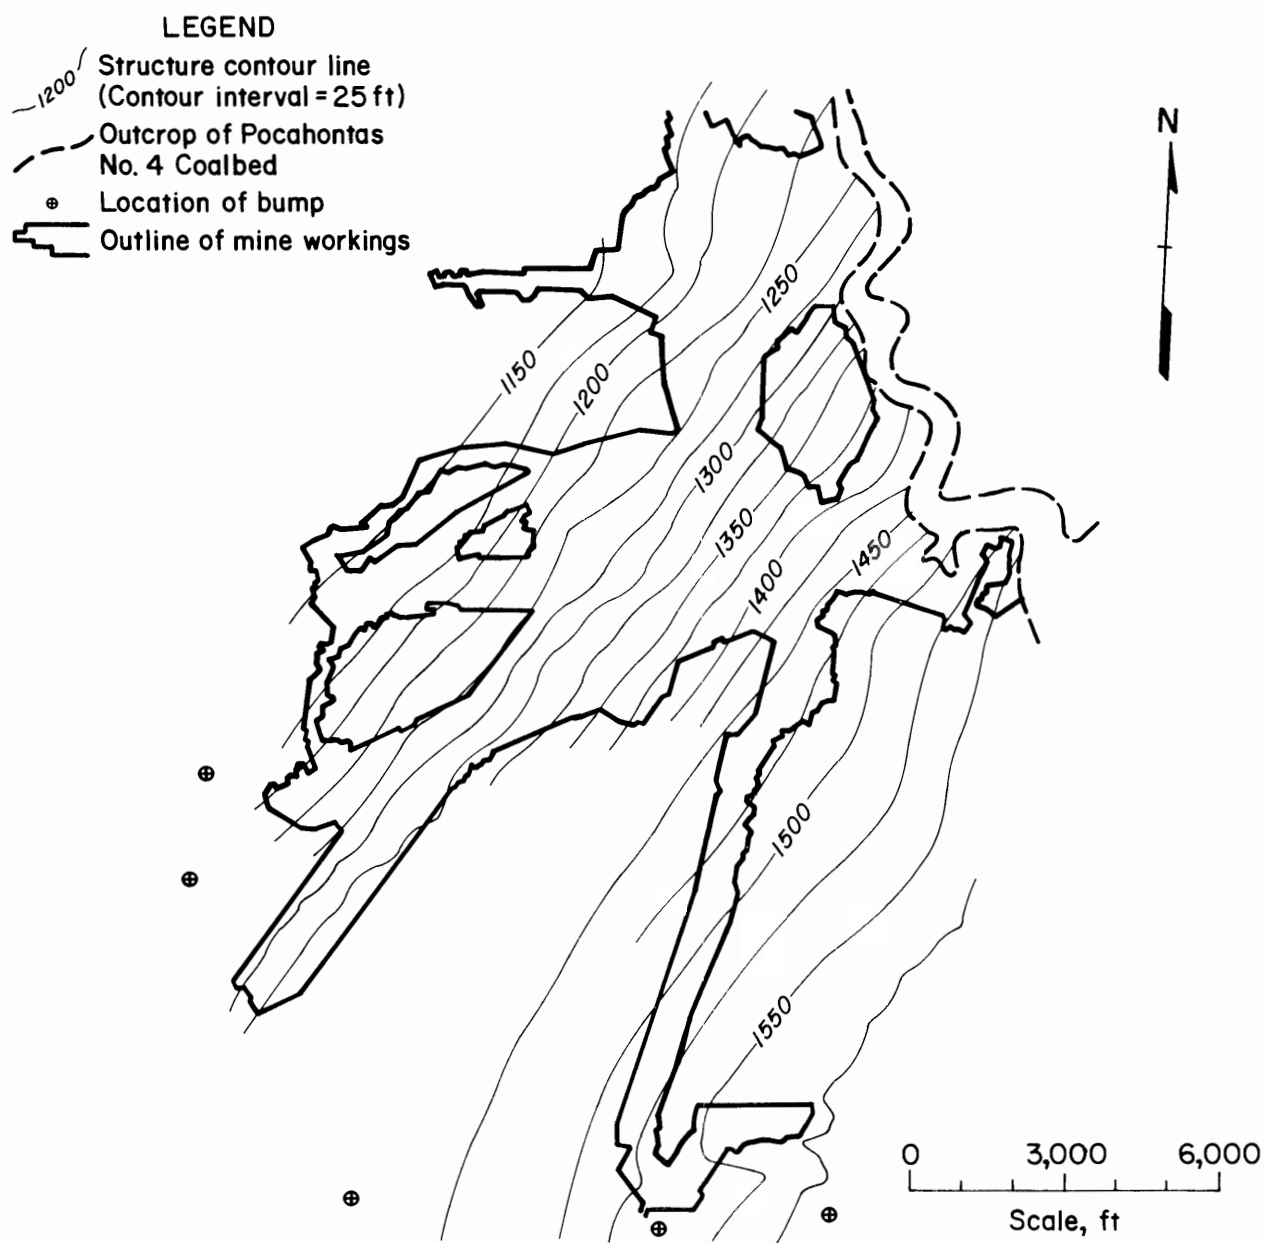 LEGEND
1200
Structure contour line
(Contour interval = 25 ft)
Outcrop of Pocahontas
No. 4 Coalbed
Location of bump
Outline of mine workings
N
1250
1150
1200
1300
1350
1400
1450
1500
1550
0 3,000 6,000
Scale, ft